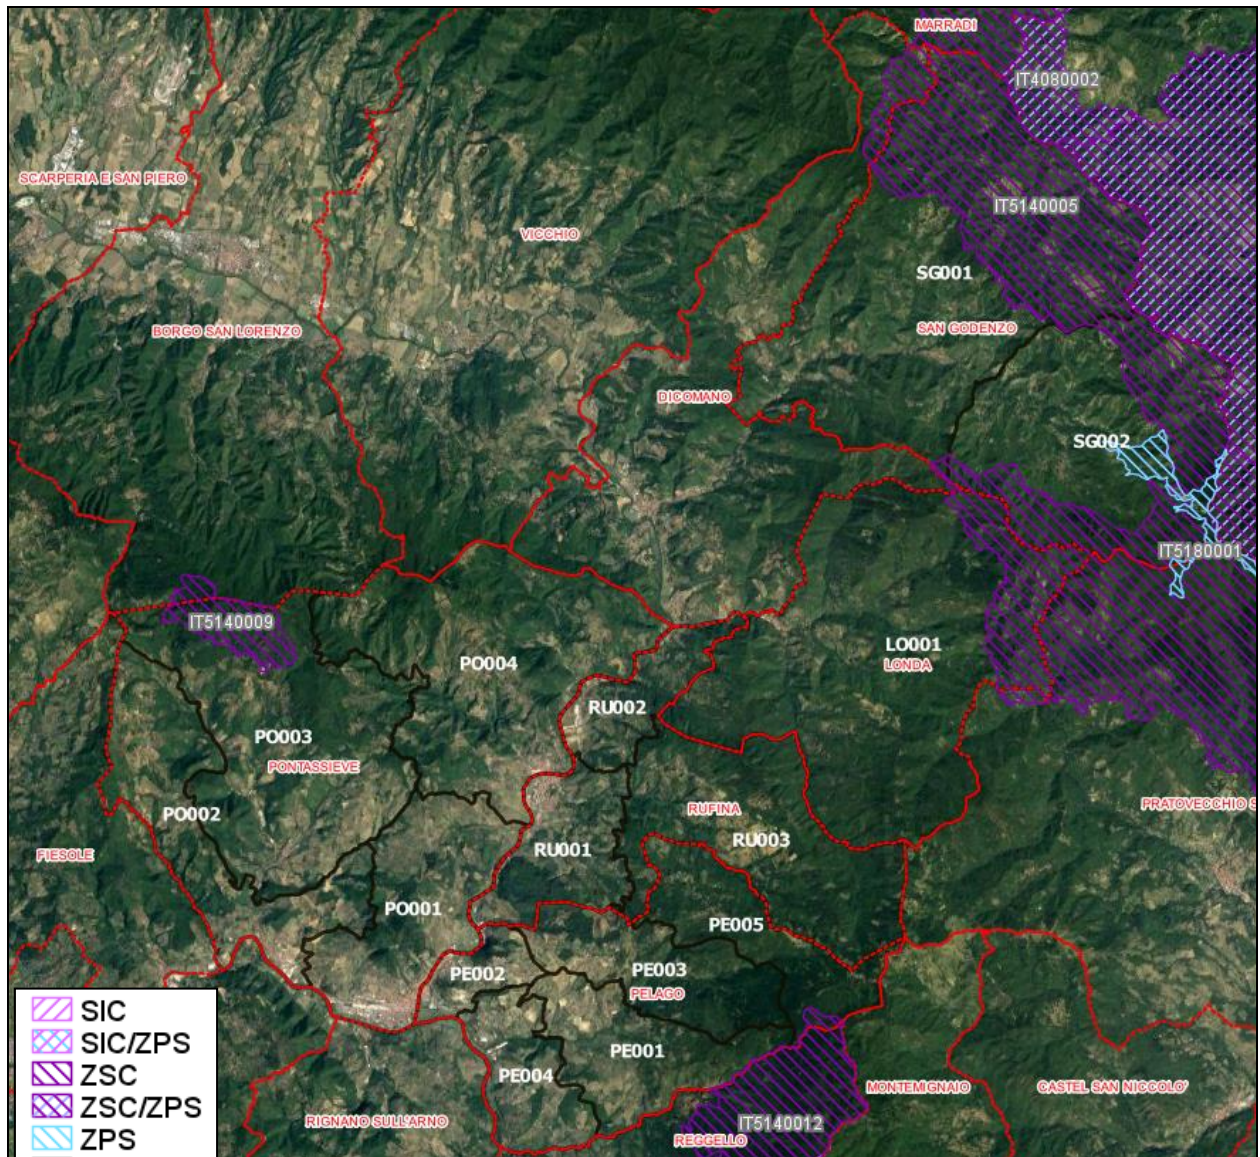 MARRADI
IT4080002
SCARPERIA E SAN PIERO
IT5140005
VICCHIO
SG001
BORGO SAN LORENZO
SAN GODENZO
DICOMANO
SG002
IT5180001
IT5140009
LO001
LONDA
PO004
RU002
PO003
PONTASSIEVE
PO002
RUFINA
PRATOVECCHIO S
RU003
FIESOLE
RU001
PO001
PE005
PE002
PE003
PELAGO
PE001
PE004
MONTEMIGNAIO
CASTEL SAN NICCOLO'
RIGNANO SULL'ARNO
IT5140012
REGGELLO
SIC
SIC/ZPS
ZSC
ZSC/ZPS
ZPS